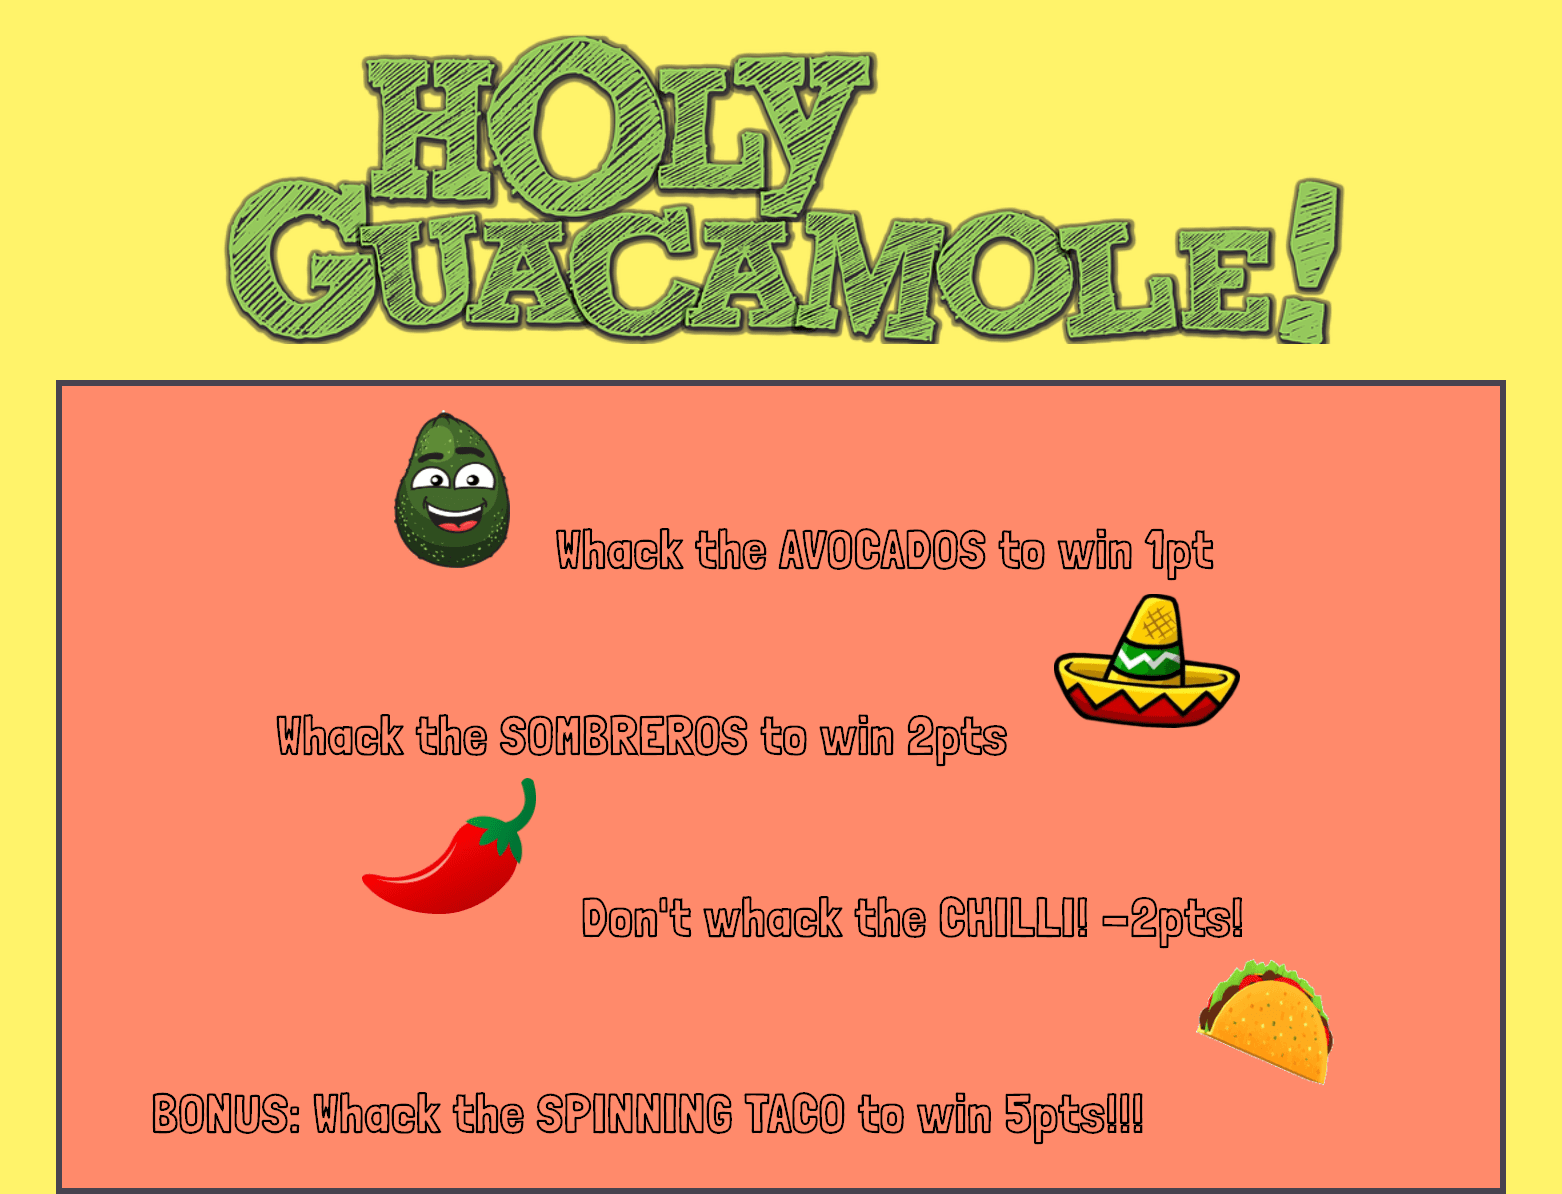 HOLY
GUACAMOLE!
Whack the AVOCADOS to win 1pt
Whack the SOMBREROS to win 2pts
Don't whack the CHILLI! -2pts!
BONUS: Whack the SPINNING TACO to win 5pts!!!